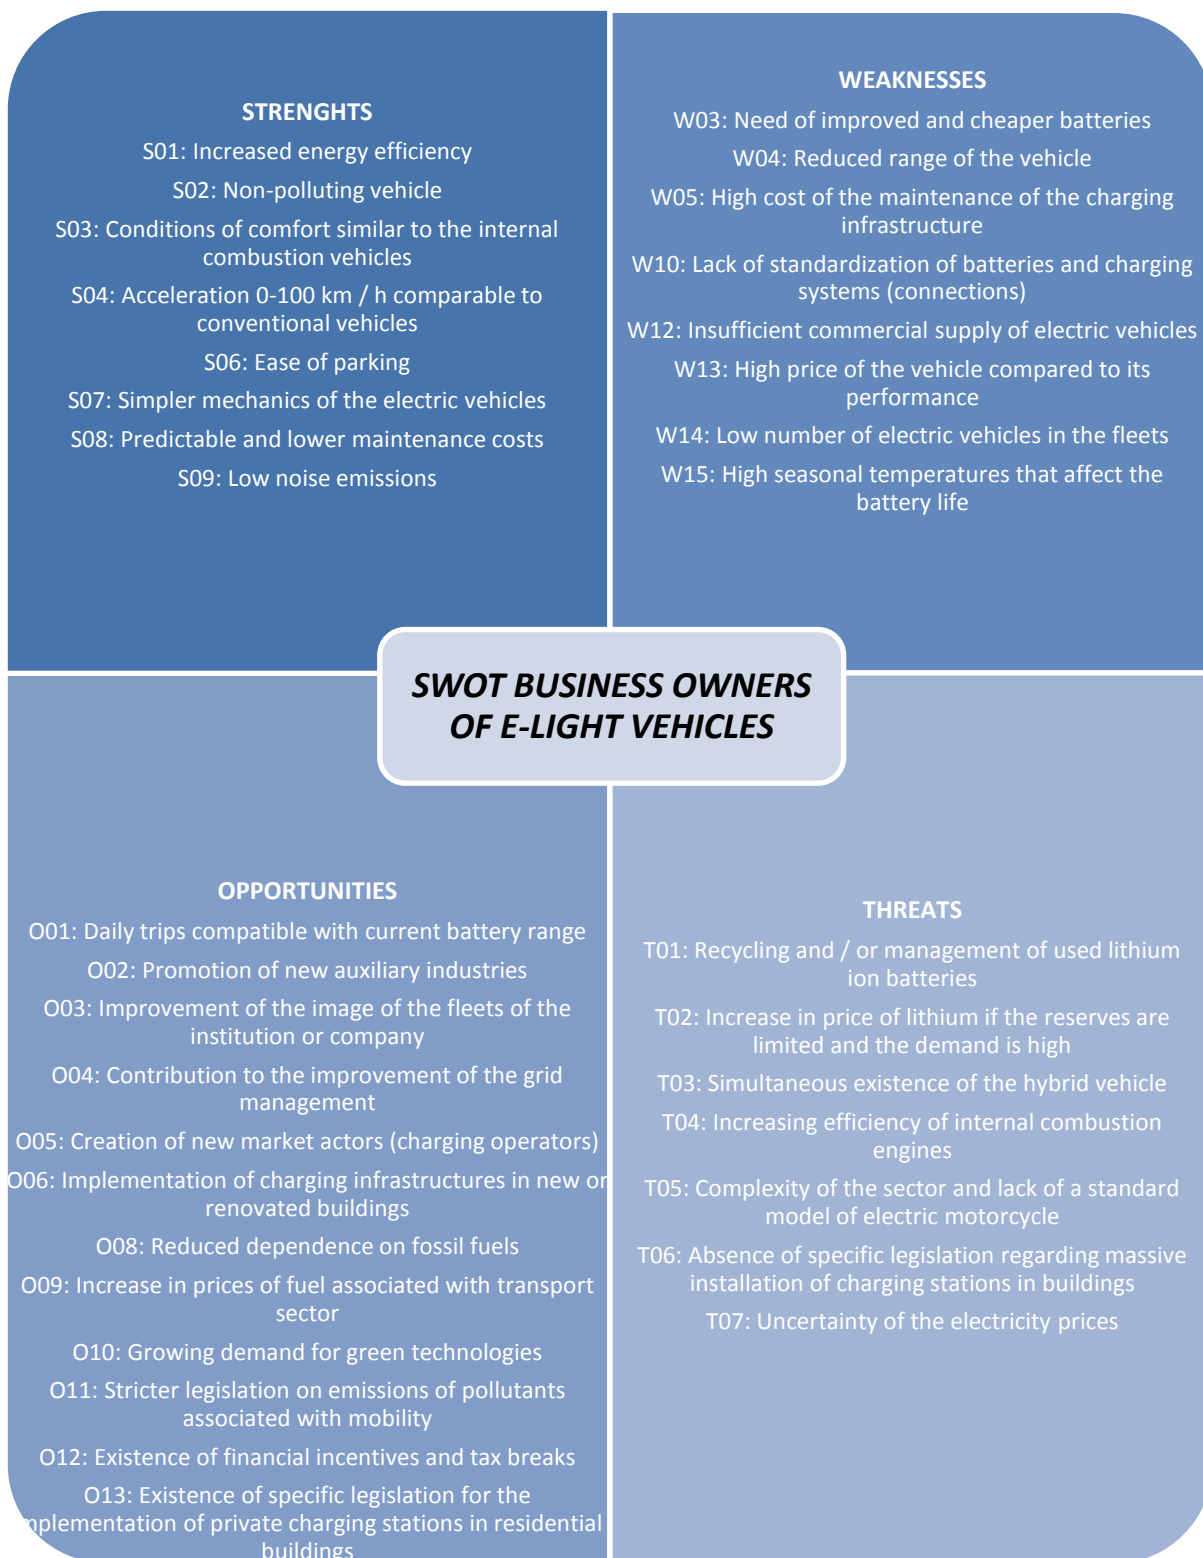 STRENGHTS
S01: Increased energy efficiency
S02: Non-polluting vehicle
S03: Conditions of comfort similar to the internal
combustion vehicles
S04: Acceleration 0-100 km / h comparable to
conventional vehicles
S06: Ease of parking
S07: Simpler mechanics of the electric vehicles
S08: Predictable and lower maintenance costs
S09: Low noise emissions
WEAKNESSES
W03: Need of improved and cheaper batteries
W04: Reduced range of the vehicle
W05: High cost of the maintenance of the charging
infrastructure
W10: Lack of standardization of batteries and charging
systems (connections)
W12: Insufficient commercial supply of electric vehicles
W13: High price of the vehicle compared to its
performance
W14: Low number of electric vehicles in the fleets
W15: High seasonal temperatures that affect the
battery life
SWOT BUSINESS OWNERS
OF E-LIGHT VEHICLES
OPPORTUNITIES
O01: Daily trips compatible with current battery range
O02: Promotion of new auxiliary industries
O03: Improvement of the image of the fleets of the
institution or company
O04: Contribution to the improvement of the grid
management
O05: Creation of new market actors (charging operators)
O06: Implementation of charging infrastructures in new or
renovated buildings
O08: Reduced dependence on fossil fuels
O09: Increase in prices of fuel associated with transport
sector
O10: Growing demand for green technologies
O11: Stricter legislation on emissions of pollutants
associated with mobility
O12: Existence of financial incentives and tax breaks
O13: Existence of specific legislation for the
implementation of private charging stations in residential
buildings
THREATS
T01: Recycling and / or management of used lithium
ion batteries
T02: Increase in price of lithium if the reserves are
limited and the demand is high
T03: Simultaneous existence of the hybrid vehicle
T04: Increasing efficiency of internal combustion
engines
T05: Complexity of the sector and lack of a standard
model of electric motorcycle
T06: Absence of specific legislation regarding massive
installation of charging stations in buildings
T07: Uncertainty of the electricity prices